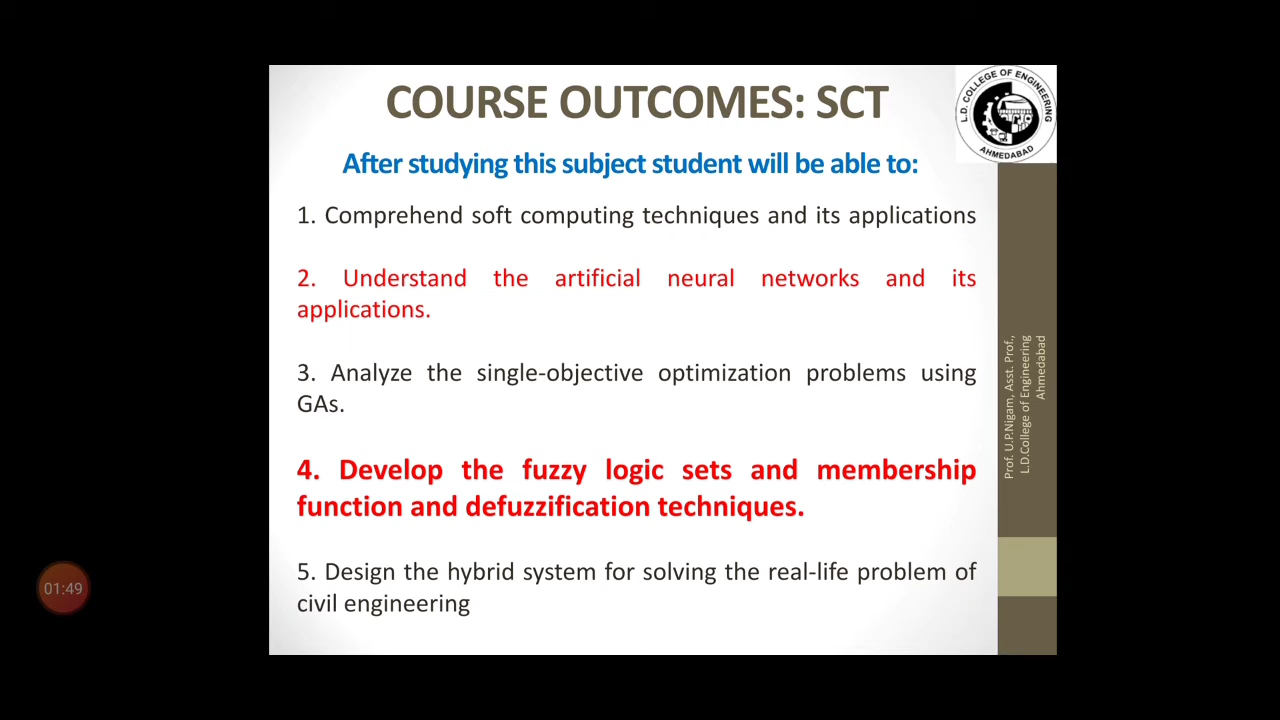 COURSE OUTCOMES: SCT
L.D. COLLEGE OF ENGINEERING
AHMEDABAD
After studying this subject student will be able to:
1. Comprehend soft computing techniques and its applications
2. Understand the artificial neural networks and its
applications.
3. Analyze the single-objective optimization problems using
GAs.
4. Develop the fuzzy logic sets and membership
function and defuzzification techniques.
5. Design the hybrid system for solving the real-life problem of
civil engineering
Prof. U.P.Nigam, Asst. Prof.,
L.D.College of Engineering
Ahmedabad
01:49